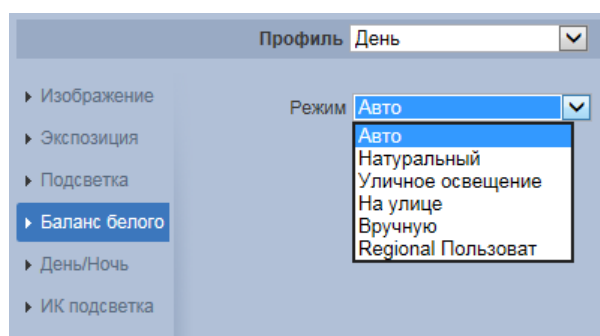 Профиль День
Изображение
Экспозиция
Подсветка
Баланс белого
День/Ночь
ИК подсветка
Режим Авто
Авто
Натуральный
Уличное освещение
На улице
Вручную
Regional Пользоват